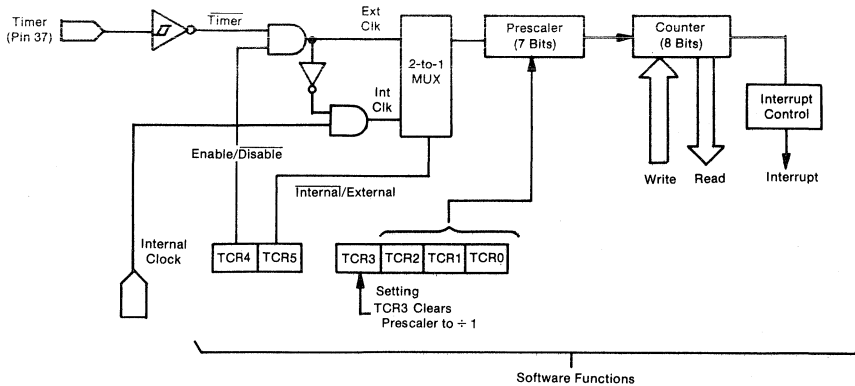 Timer
(Pin 37)
Timer
Ext
Clk
Int
Clk
2-to-1
MUX
Prescaler
(7 Bits)
Counter
(8 Bits)
Interrupt
Control
Write
Read
Interrupt
Enable/Disable
Internal/External
Internal
Clock
TCR4
TCR5
TCR3
TCR2
TCR1
TCR0
Setting
TCR3 Clears
Prescaler to ÷ 1
Software Functions